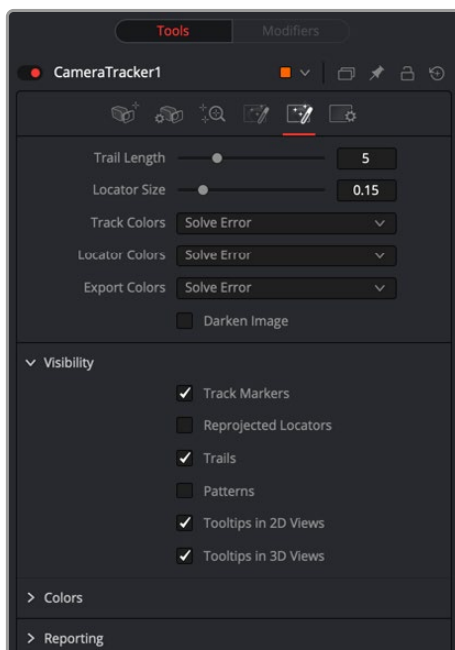 Tools Modifiers
CameraTracker1
Trail Length 5
Locator Size 0.15
Track Colors Solve Error
Locator Colors Solve Error
Export Colors Solve Error
Darken Image
Visibility
Track Markers
Reprojected Locators
Trails
Patterns
Tooltips in 2D Views
Tooltips in 3D Views
Colors
Reporting